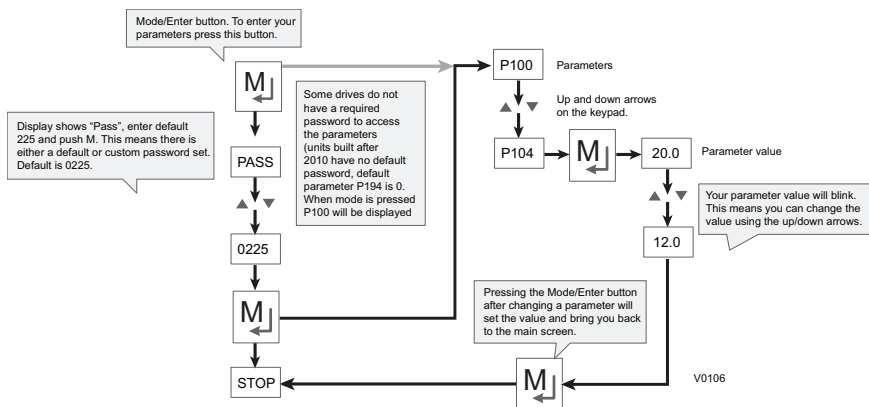 Mode/Enter button. To enter your
parameters press this button.
M
Display shows “Pass”, enter default
225 and push M. This means there is
either a default or custom password set.
Default is 0225.
PASS
0225
M
STOP
Some drives do not
have a required
password to access
the parameters
(units built after
2010 have no default
password, default
parameter P194 is 0.
When mode is pressed
P100 will be displayed
P100
Parameters
Up and down arrows
on the keypad.
P104
M
20.0
Parameter value
Your parameter value will blink.
This means you can change the
value using the up/down arrows.
12.0
Pressing the Mode/Enter button
after changing a parameter will
set the value and bring you back
to the main screen.
M
V0106